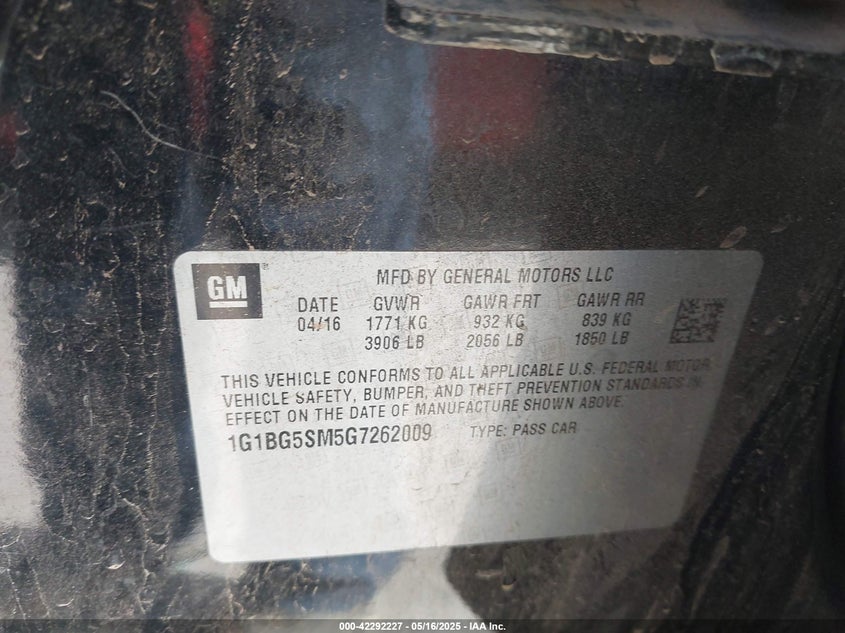 GM
MFD BY GENERAL MOTORS LLC
DATE GVWR GAWR FRT GAWR RR
04/16 1771 KG 932 KG 839 KG
3906 LB 2056 LB 1850 LB
THIS VEHICLE CONFORMS TO ALL APPLICABLE U.S. FEDERAL MOTOR
VEHICLE SAFETY, BUMPER, AND THEFT PREVENTION STANDARDS IN
EFFECT ON THE DATE OF MANUFACTURE SHOWN ABOVE.
1G1BG5SM5G7262009 TYPE: PASS CAR
000-42292227 - 05/16/2025 - IAA Inc.